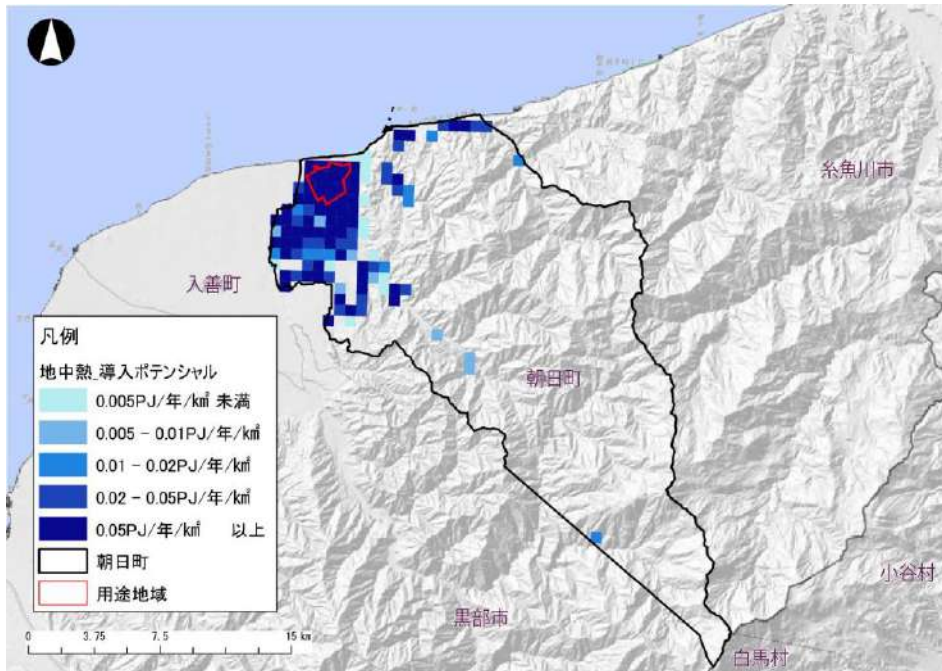 糸魚川市
入善町
凡例
地中熱_導入ポテンシャル
0.005PJ/年/k㎡ 未満
0.005 - 0.01PJ/年/k㎡
0.01 - 0.02PJ/年/k㎡
0.02 - 0.05PJ/年/k㎡
0.05PJ/年/k㎡ 以上
朝日町
用途地域
朝日町
小谷村
黒部市
白馬村
0 3.75 7.5 15 km